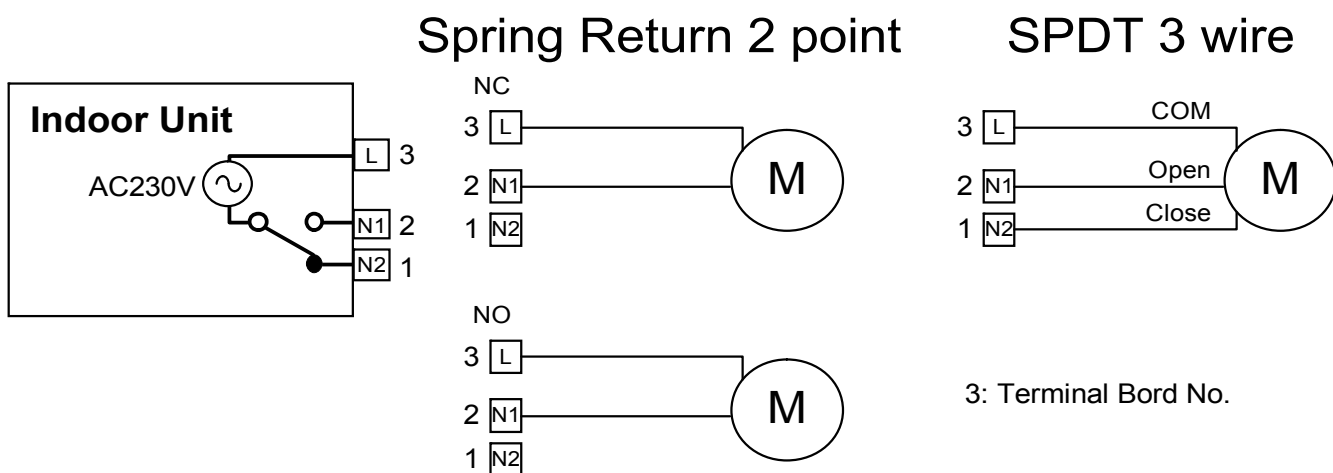 Spring Return 2 point
SPDT 3 wire
Indoor Unit
AC230V
L 3
N1 2
N2 1
NC
3 L
2 N1
1 N2
M
NO
3 L
2 N1
1 N2
M
3 L COM
2 N1 Open
1 N2 Close
M
3: Terminal Bord No.